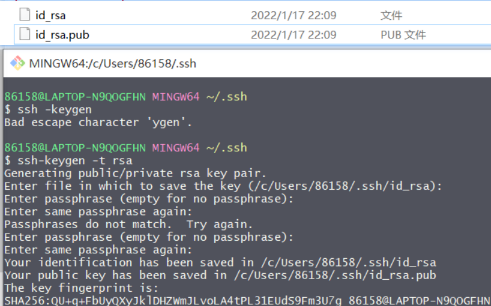 id_rsa 2022/1/17 22:09 文件
id_rsa.pub 2022/1/17 22:09 PUB 文件
MINGW64:/c/Users/86158/.ssh
86158@LAPTOP-N9QOGFHN MINGW64 ~/.ssh
$ ssh -keygen
Bad escape character 'ygen'.
86158@LAPTOP-N9QOGFHN MINGW64 ~/.ssh
$ ssh-keygen -t rsa
Generating public/private rsa key pair.
Enter file in which to save the key (/c/Users/86158/.ssh/id_rsa):
Enter passphrase (empty for no passphrase):
Enter same passphrase again:
Passphrases do not match.  Try again.
Enter passphrase (empty for no passphrase):
Enter same passphrase again:
Your identification has been saved in /c/Users/86158/.ssh/id_rsa
Your public key has been saved in /c/Users/86158/.ssh/id_rsa.pub
The key fingerprint is:
86158@LAPTOP-N9QOGFHN